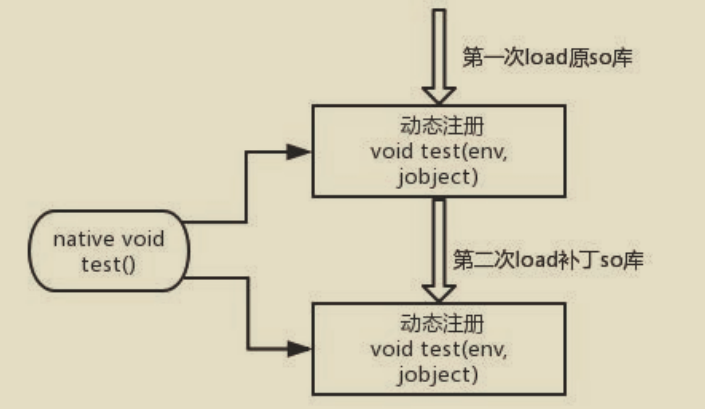 第一次load原so库
动态注册
void test(env,
jobject)
native void
test()
第二次load补丁so库
动态注册
void test(env,
jobject)